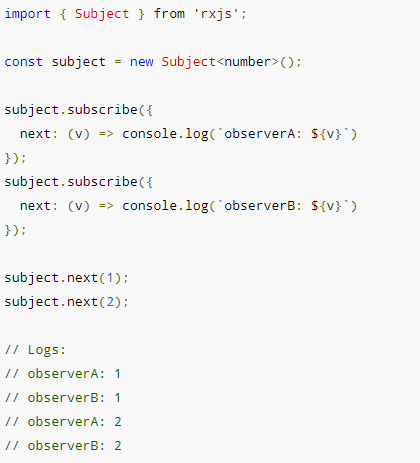 import { Subject } from 'rxjs';

const subject = new Subject<number>();

subject.subscribe({
  next: (v) => console.log(`observerA: ${v}`)
});
subject.subscribe({
  next: (v) => console.log(`observerB: ${v}`)
});

subject.next(1);
subject.next(2);

// Logs:
// observerA: 1
// observerB: 1
// observerA: 2
// observerB: 2